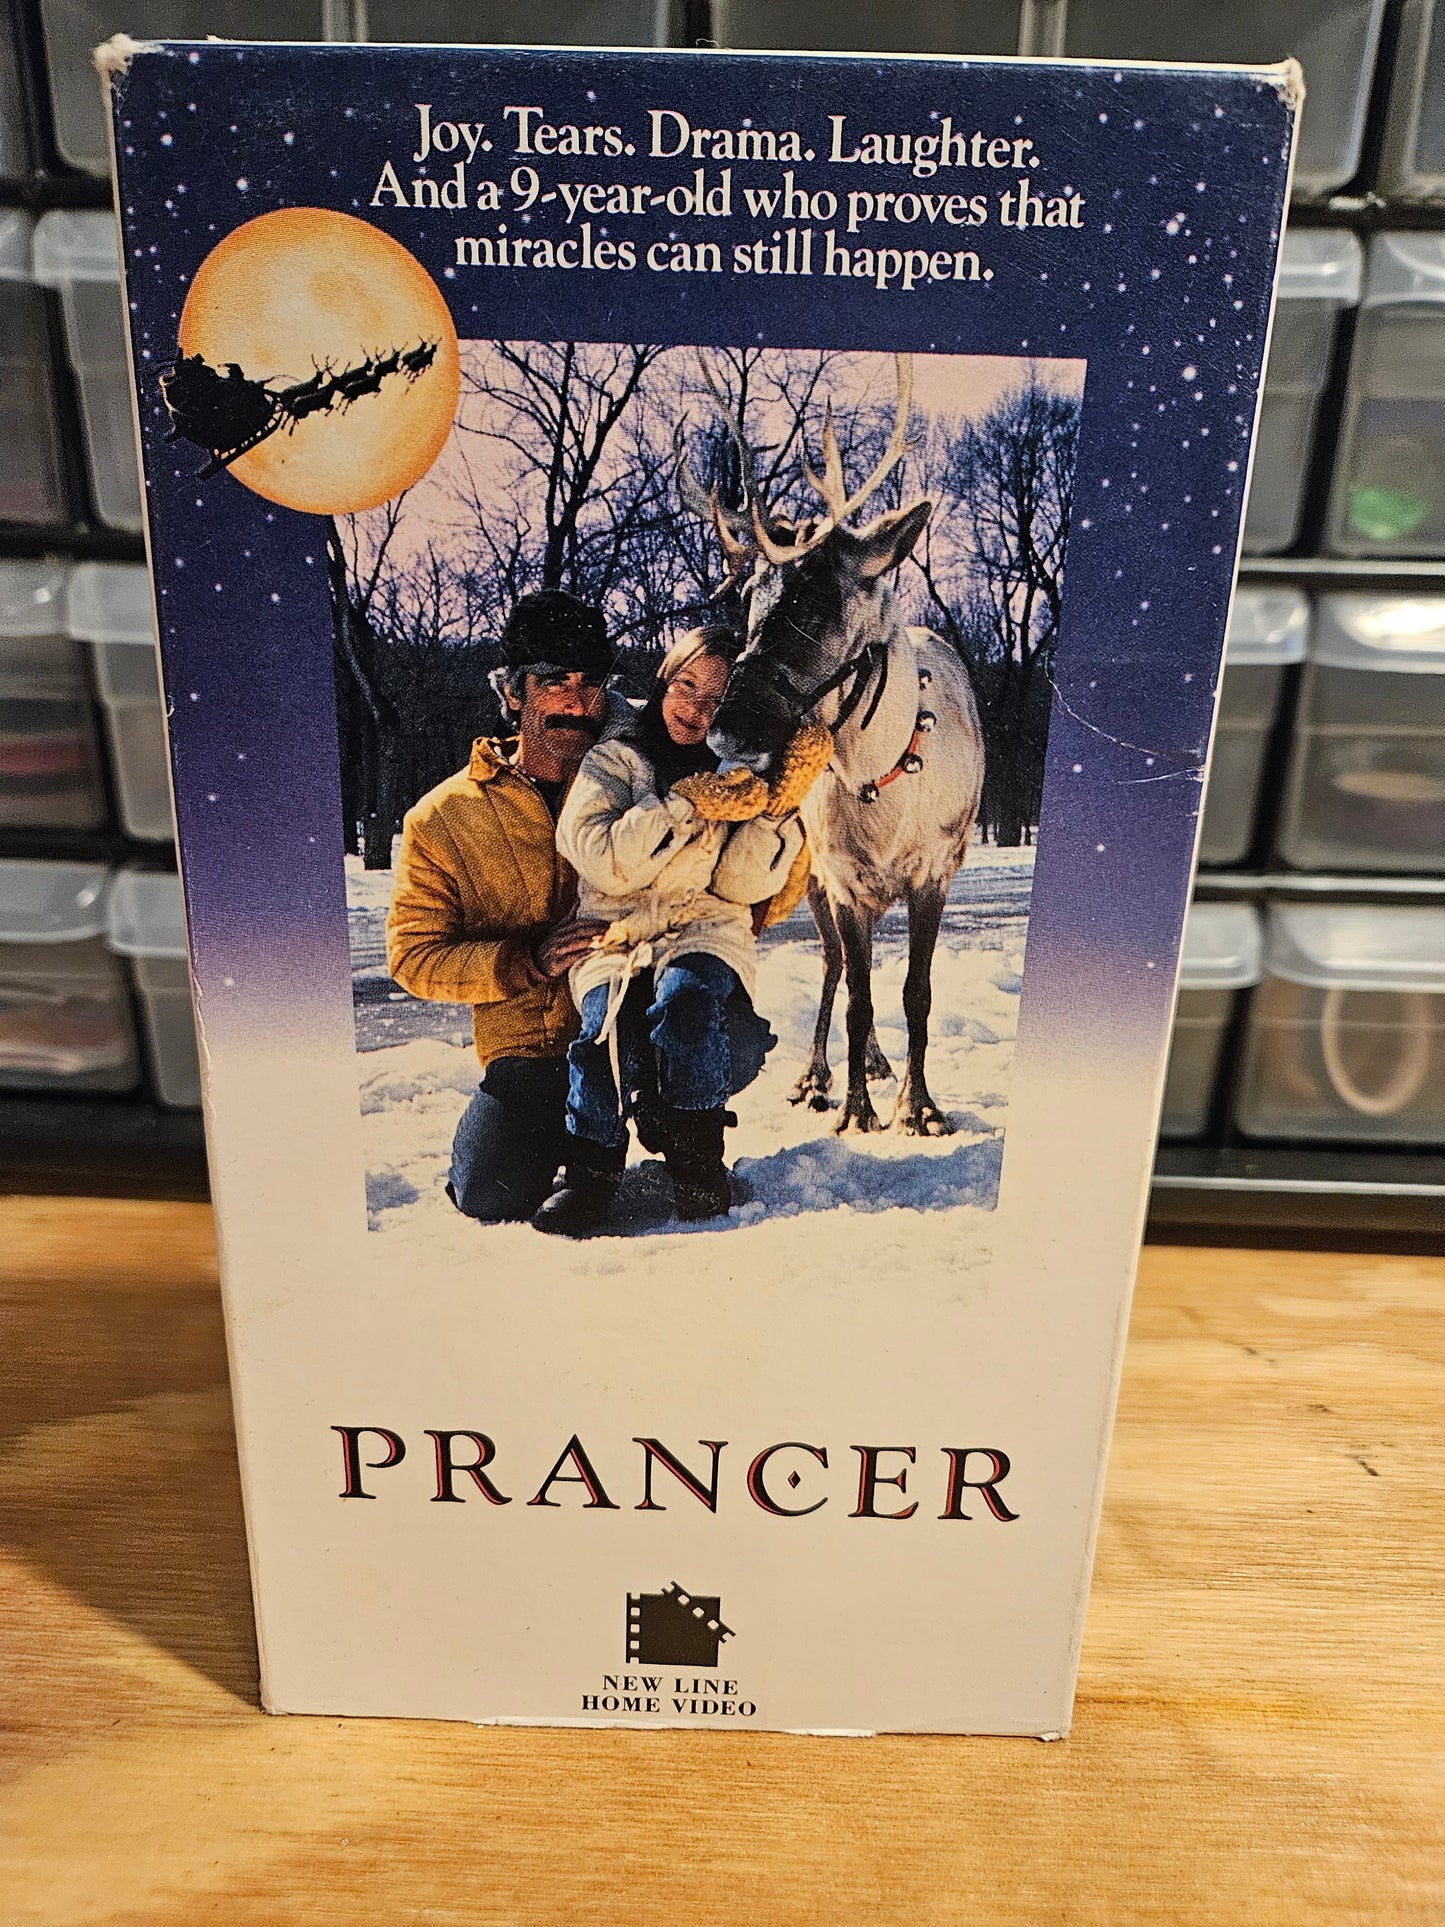 Joy. Tears. Drama. Laughter.
And a 9-year-old who proves that
miracles can still happen.
PRANCER
NEW LINE
HOME VIDEO